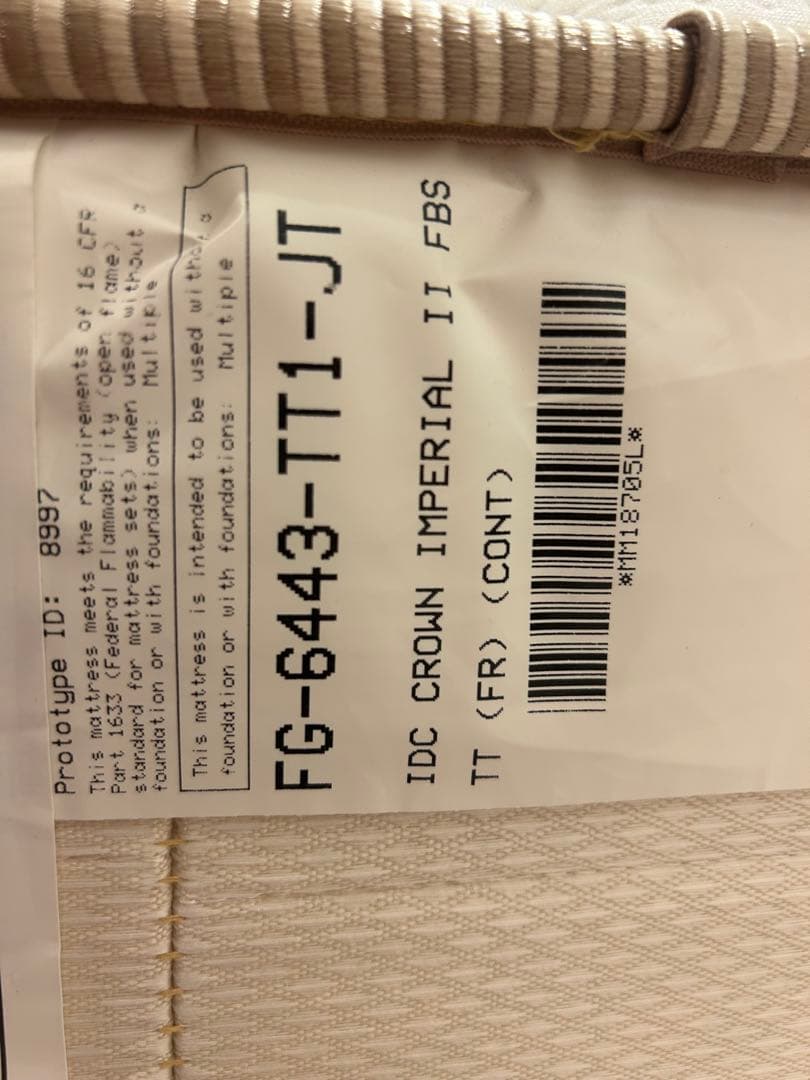 Prototype ID: 8997
This mattress meets the requirements of 16 CFR
Part 1633 (Federal Flammability (open flame)
standard for mattress sets) when used without a
foundation or with foundations: Multiple
This mattress is intended to be used without a
foundation or with foundations: Multiple
FG-6443-TT1-JT
IDC CROWN IMPERIAL II FBS
TT (FR) (CONT)
*MM18705L*